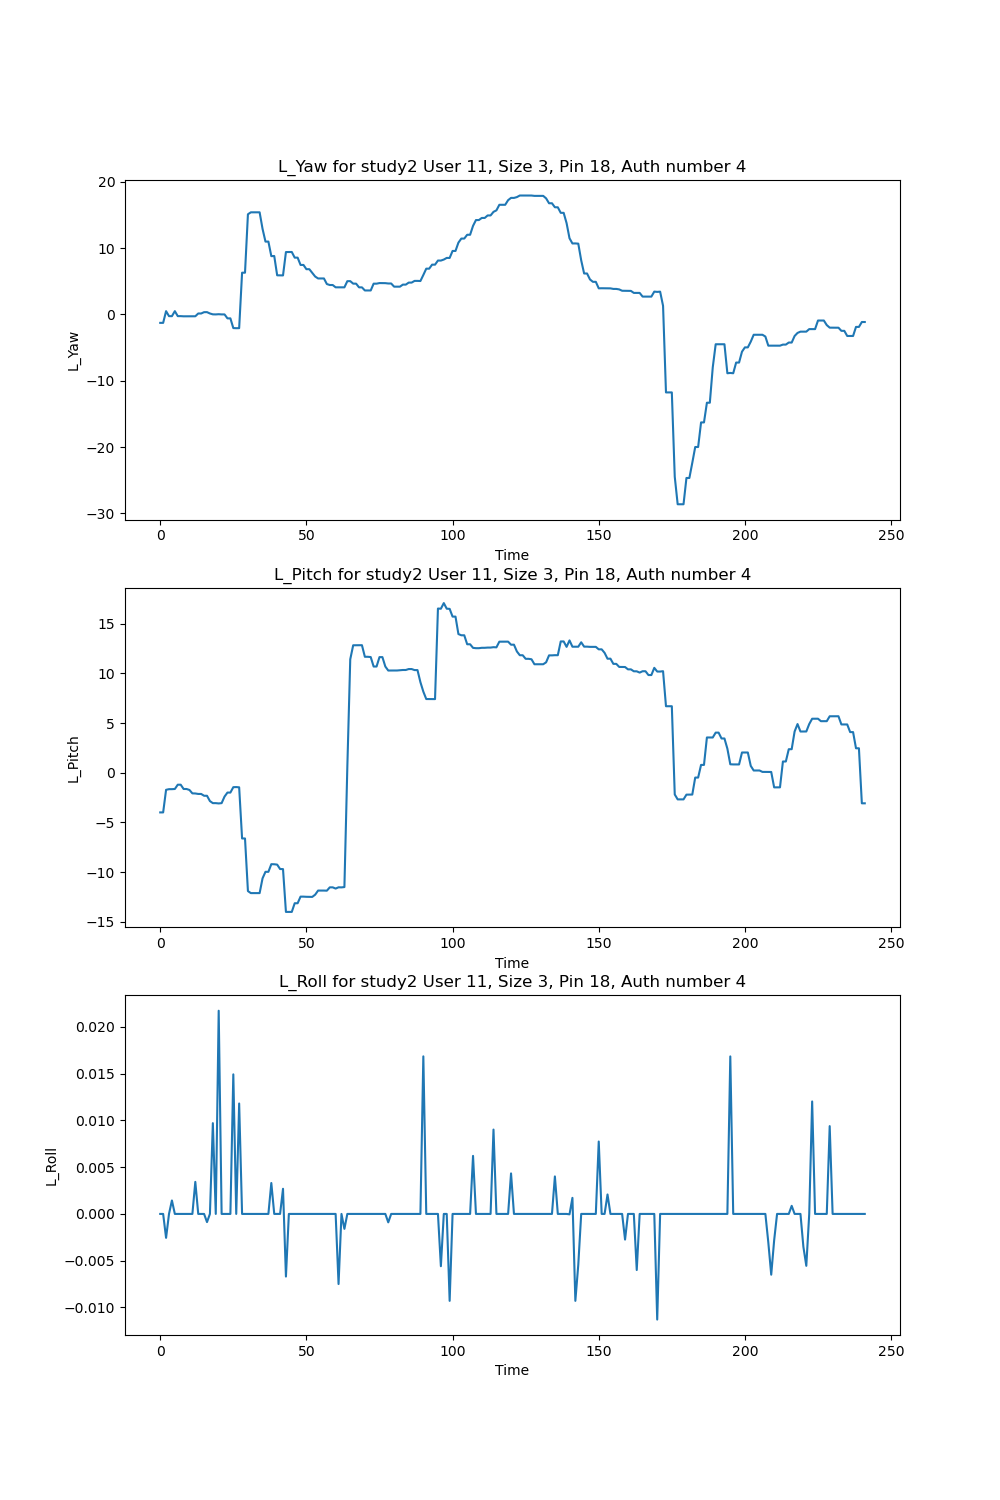 L_Yaw for study2 User 11, Size 3, Pin 18, Auth number 4
20
10
0
−10
−20
−30
L_Yaw
0 50 100 150 200 250
Time
L_Pitch for study2 User 11, Size 3, Pin 18, Auth number 4
15
10
5
0
−5
−10
−15
L_Pitch
0 50 100 150 200 250
Time
L_Roll for study2 User 11, Size 3, Pin 18, Auth number 4
0.020
0.015
0.010
0.005
0.000
−0.005
−0.010
L_Roll
0 50 100 150 200 250
Time